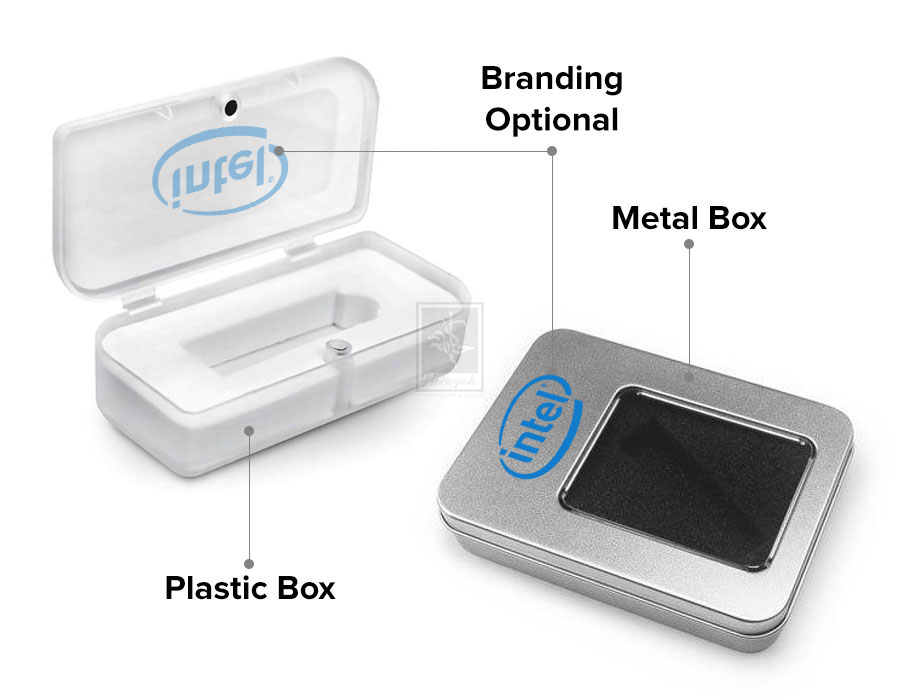 Branding
Optional
intel
Metal Box
intel
Plastic Box